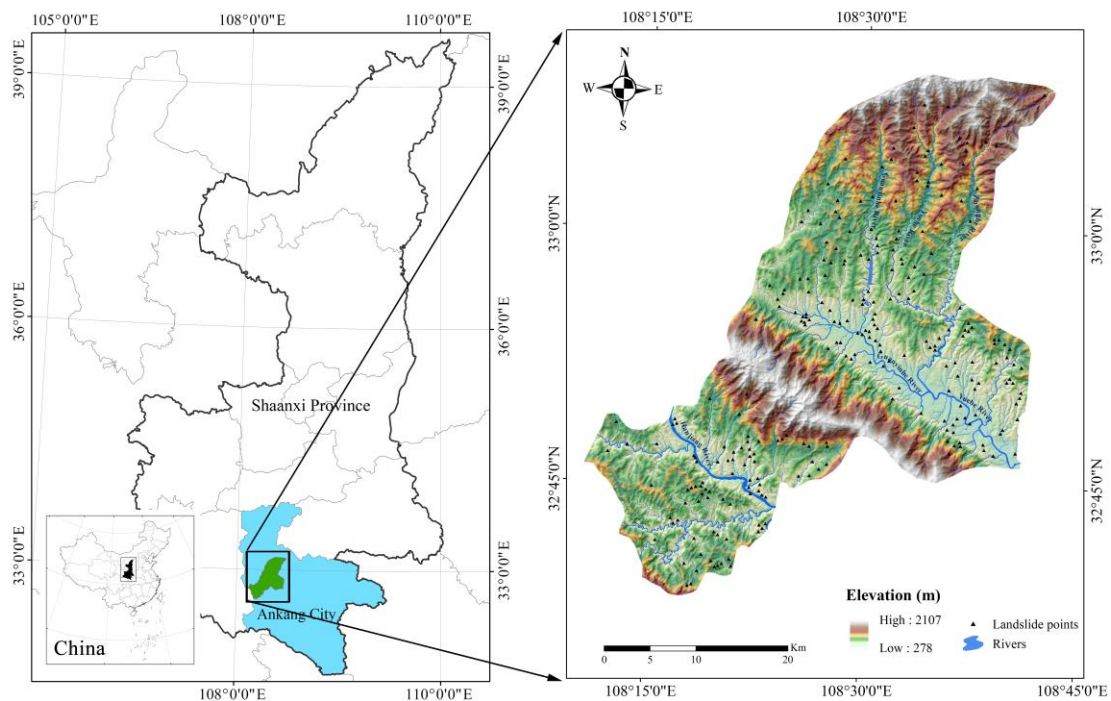 105°0'0"E
108°0'0"E
110°0'0"E
39°0'0"E
39°0'0"E
36°0'0"E
36°0'0"E
33°0'0"E
33°0'0"E
Shaanxi Province
Ankang City
China
108°0'0"E
110°0'0"E
108°15'0"E
108°30'0"E
N
W
E
S
33°0'0"N
33°0'0"N
32°45'0"N
32°45'0"N
Yuehe River
Hanjiang River
Elevation (m)
High : 2107
Low : 278
Landslide points
Rivers
Km
0
5
10
20
108°15'0"E
108°30'0"E
108°45'0"E